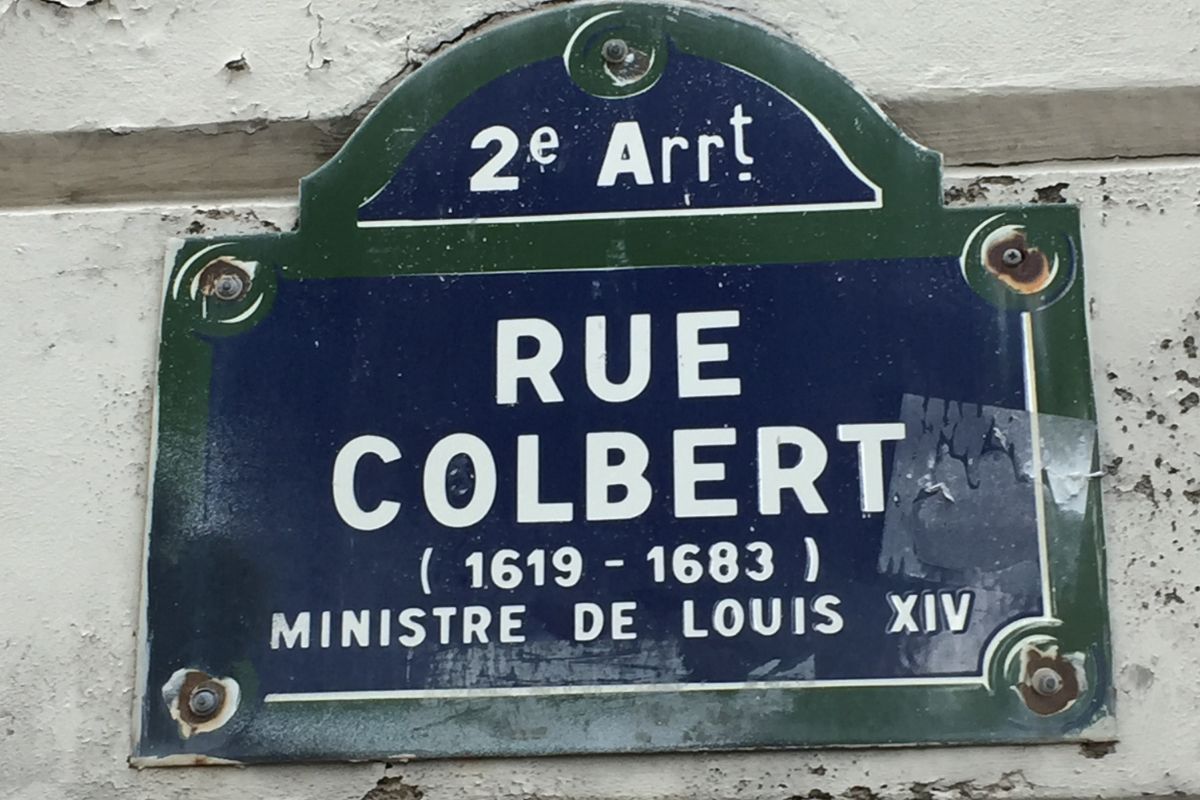 2e Arrt.
RUE
COLBERT
( 1619 - 1683 )
MINISTRE DE LOUIS XIV